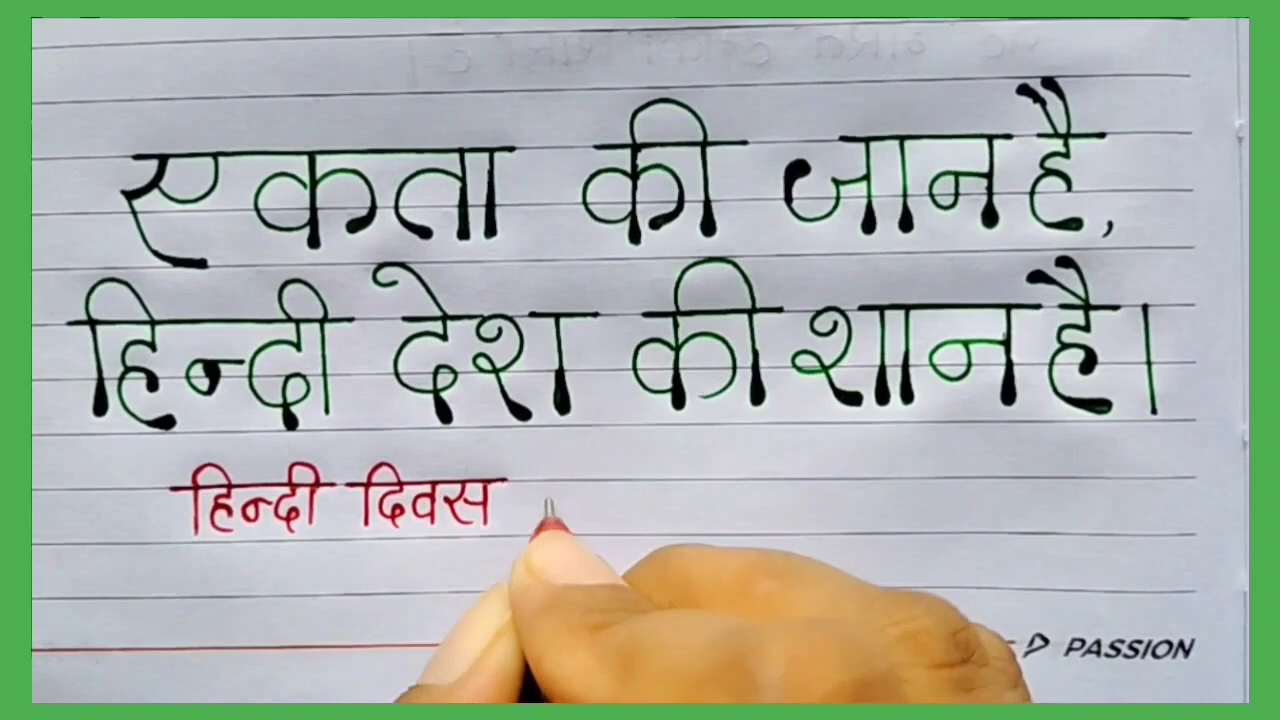 एकता की जान है,
हिन्दी देश की शान है।
हिन्दी दिवस
PASSION